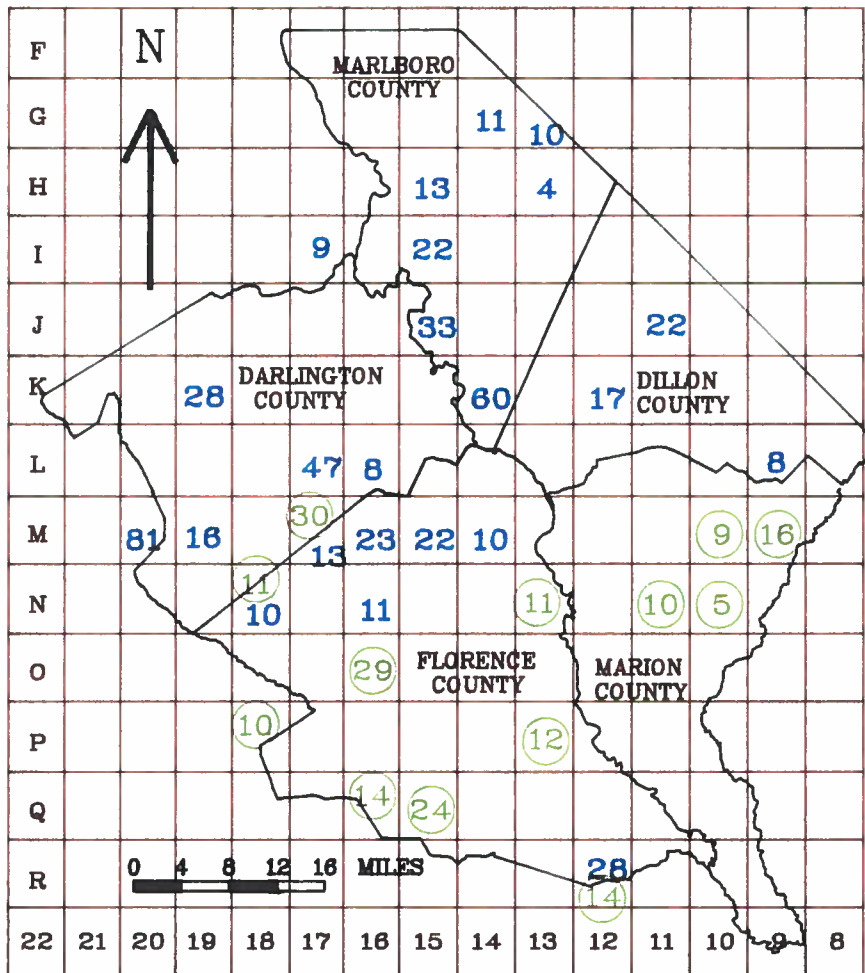 F N
MARLBORO
COUNTY
G 11 10
H 13 4
I 9 22
J 33 22
K 28 DARLINGTON
COUNTY 60 17 DILLON
COUNTY
L 47 8 8
30
M 81 16 13 23 22 10 9 16
11
N 10 11 11 10 5
O 29 FLORENCE
COUNTY MARION
COUNTY
P 10 12
Q 14 24
0 4 8 12 16 MILES 28
R 14
22 21 20 19 18 17 16 15 14 13 12 11 10 9 8